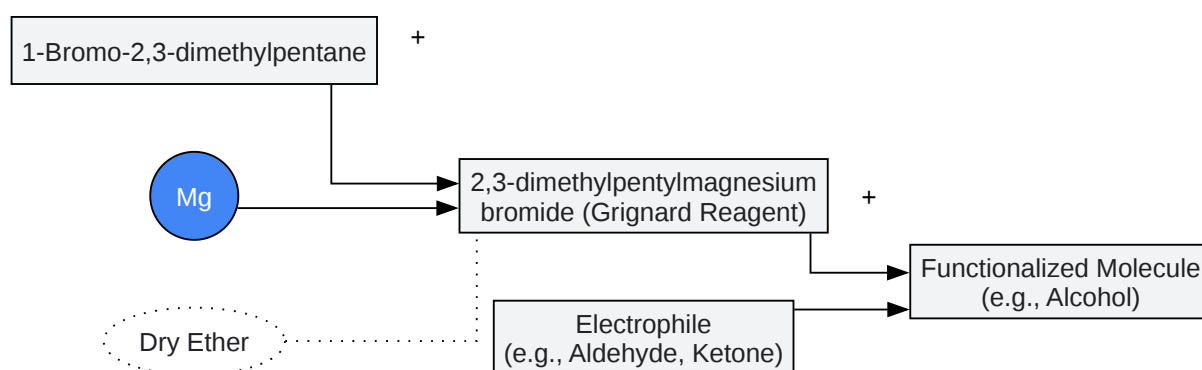 1-Bromo-2,3-dimethylpentane
+
Mg
2,3-dimethylpentylmagnesium
bromide (Grignard Reagent)
+
Functionalized Molecule
(e.g., Alcohol)
Dry Ether
Electrophile
(e.g., Aldehyde, Ketone)